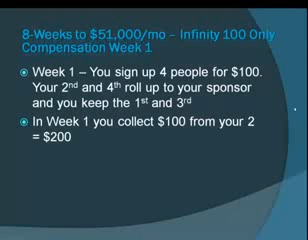 8-Weeks to $51,000/mo – Infinity 100 Only
Compensation Week 1
Week 1 – You sign up 4 people for $100.
Your 2nd and 4th roll up to your sponsor
and you keep the 1st and 3rd
In Week 1 you collect $100 from your 2
= $200